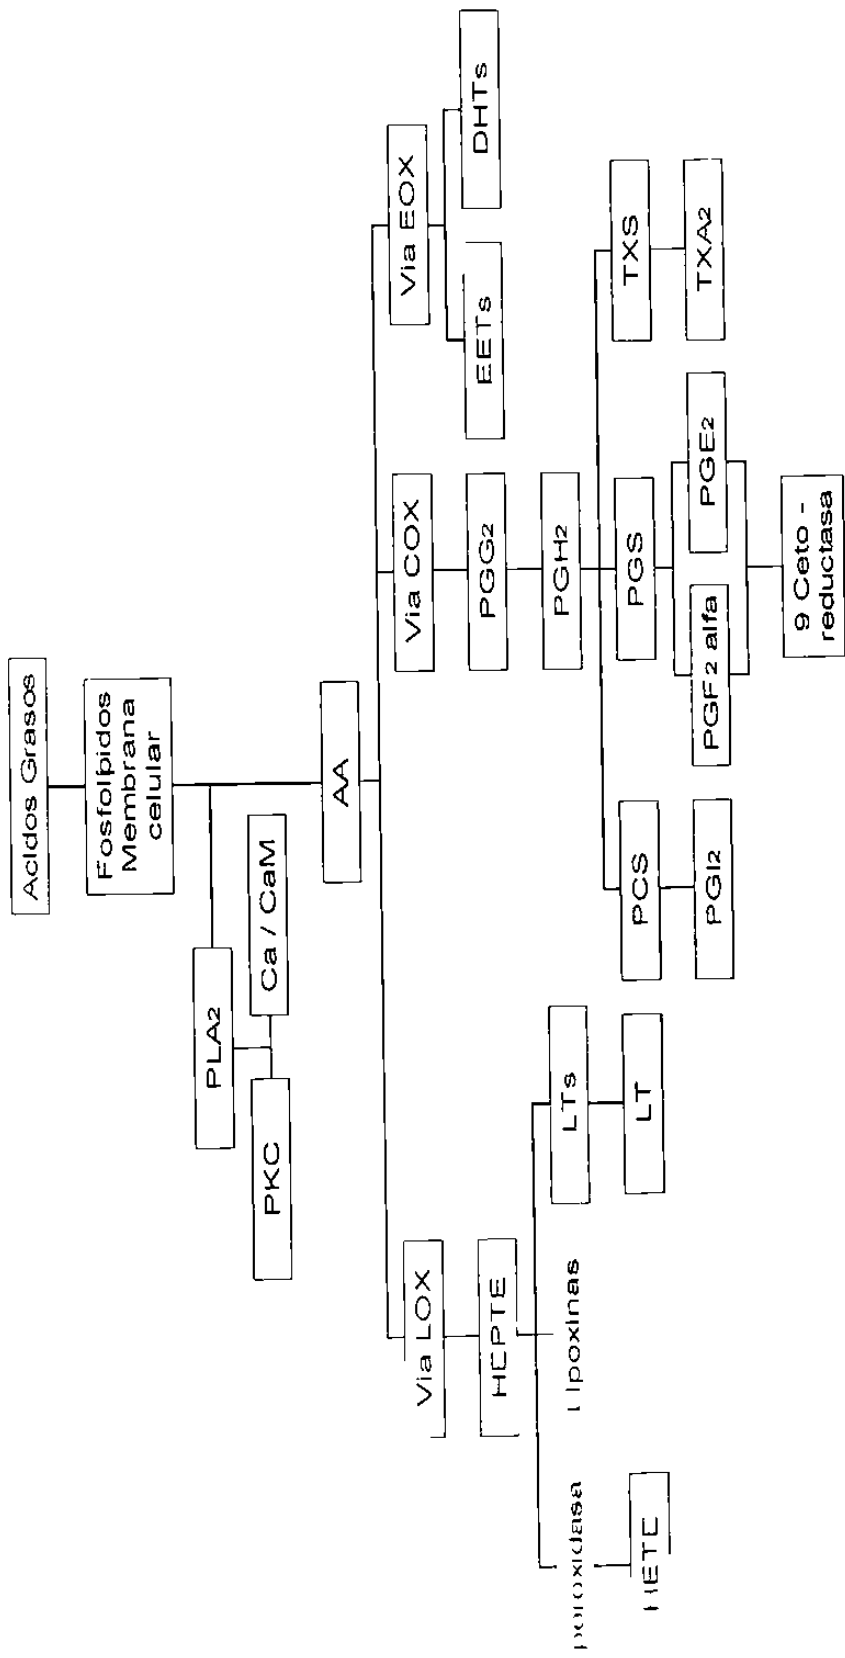 Acidos Grasos
Fosfolípidos
Membrana
celular
PLA2
PKC
Ca / CaM
AA
Via LOX
Via COX
Via EOX
HEPTE
PGG2
EETs
DHTs
peroxidasa
Lipoxinas
LTs
PGH2
HETE
LT
PCS
PGS
TXS
PGI2
PGF2 alfa
PGE2
TXA2
9 Ceto -
reductasa